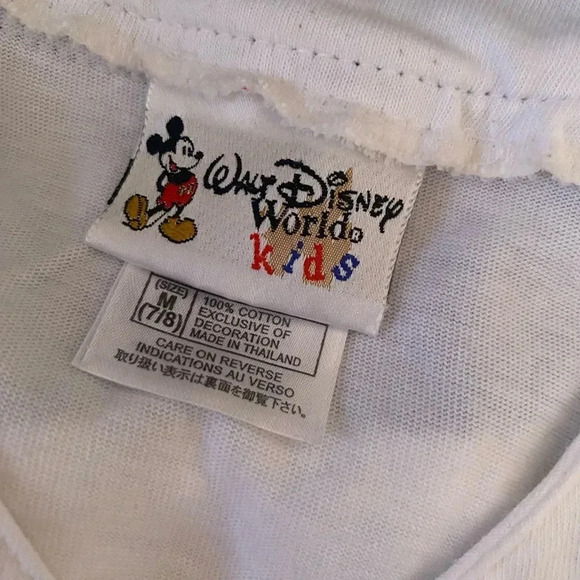 Walt Disney
World®
kids
(SIZE)
M
(7/8)
100% COTTON
EXCLUSIVE OF
DECORATION
MADE IN THAILAND
CARE ON REVERSE
INDICATIONS AU VERSO
取り扱い表示は裏面を御覧下さい。